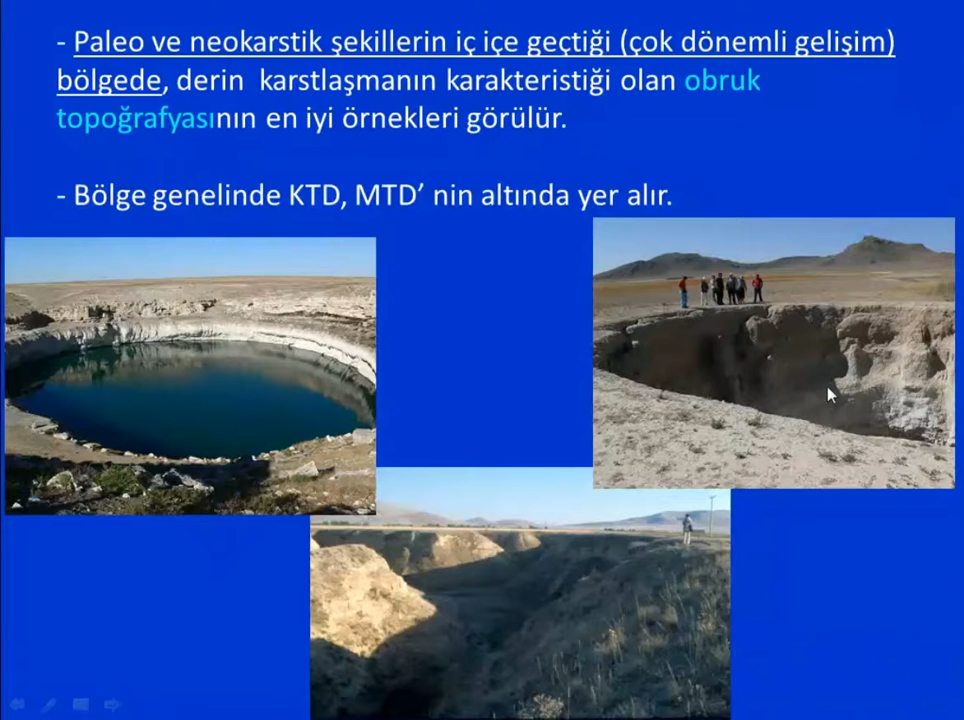 - Paleo ve neokarstik şekillerin iç içe geçtiği (çok dönemli gelişim)
bölgede, derin karstlaşmanın karakteristiği olan obruk
topoğrafyasının en iyi örnekleri görülür.
- Bölge genelinde KTD, MTD’ nin altında yer alır.